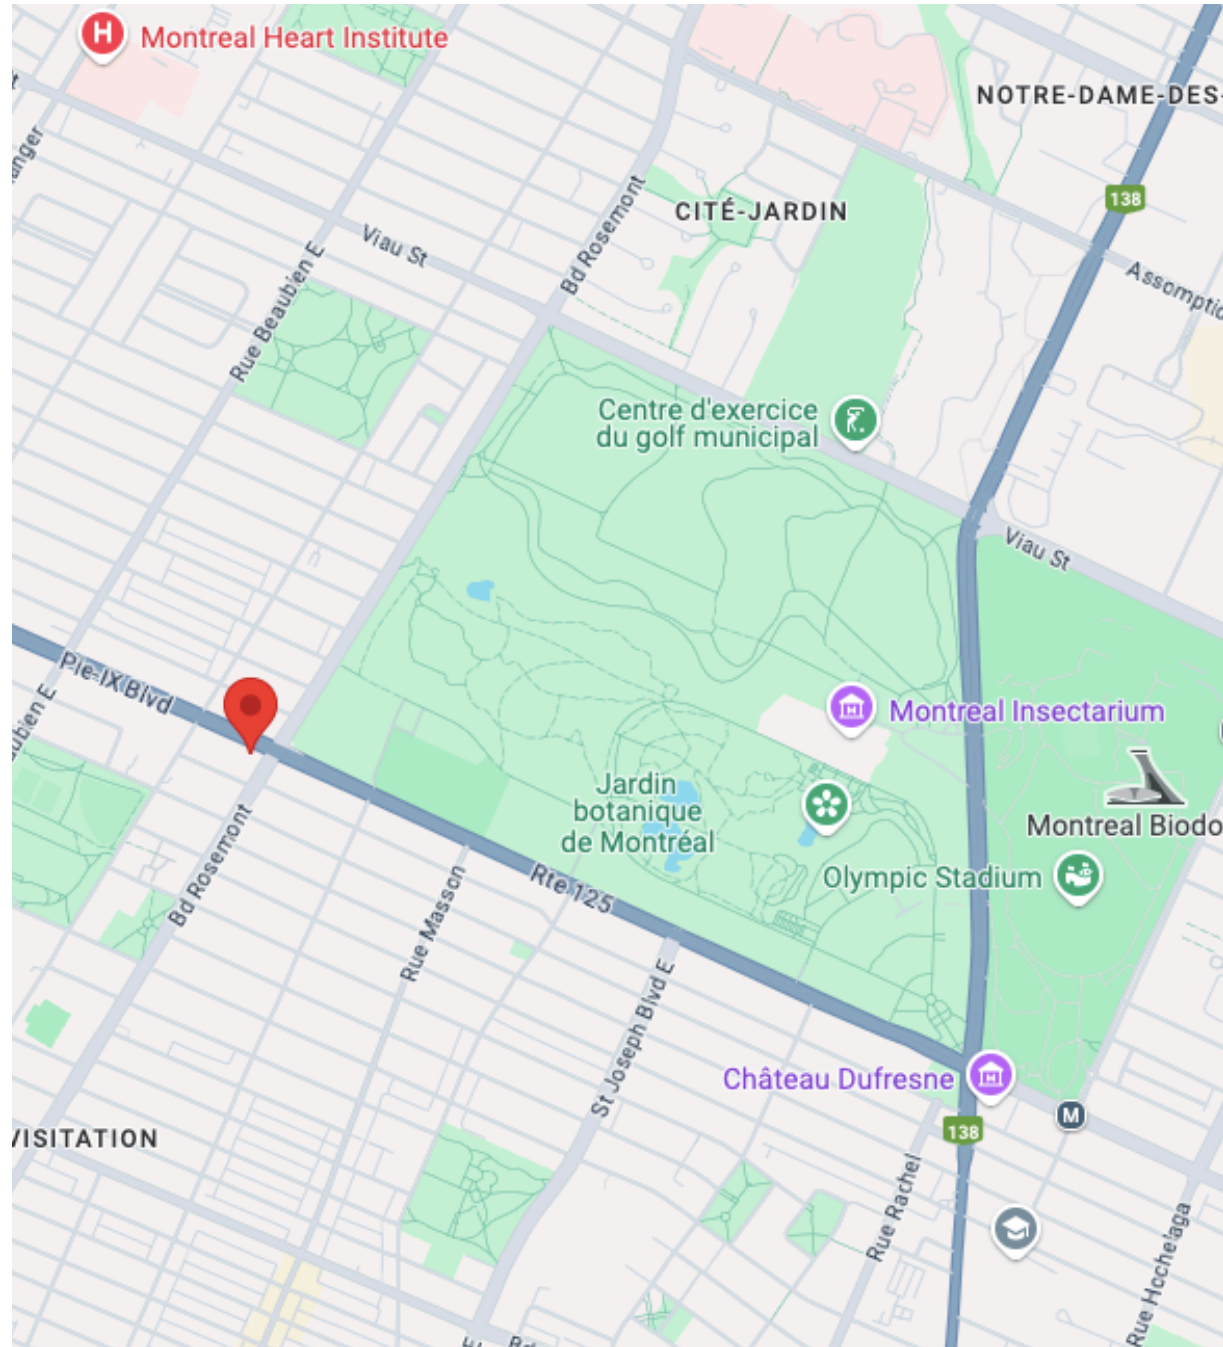 H
Montreal Heart Institute
NOTRE-DAME-DES-
anger
138
CITÉ-JARDIN
Bd Rosemont
Viau St
Assomptio
Rue Beaubien E
Centre d'exercice
du golf municipal
Viau St
Pie-IX Blvd
ubien E
Montreal Insectarium
Jardin
botanique
de Montréal
Montreal Biodo
Olympic Stadium
Rte 125
Bd Rosemont
Rue Masson
St Joseph Blvd E
Château Dufresne
M
138
VISITATION
Rue Rachel
Rue Hochelaga